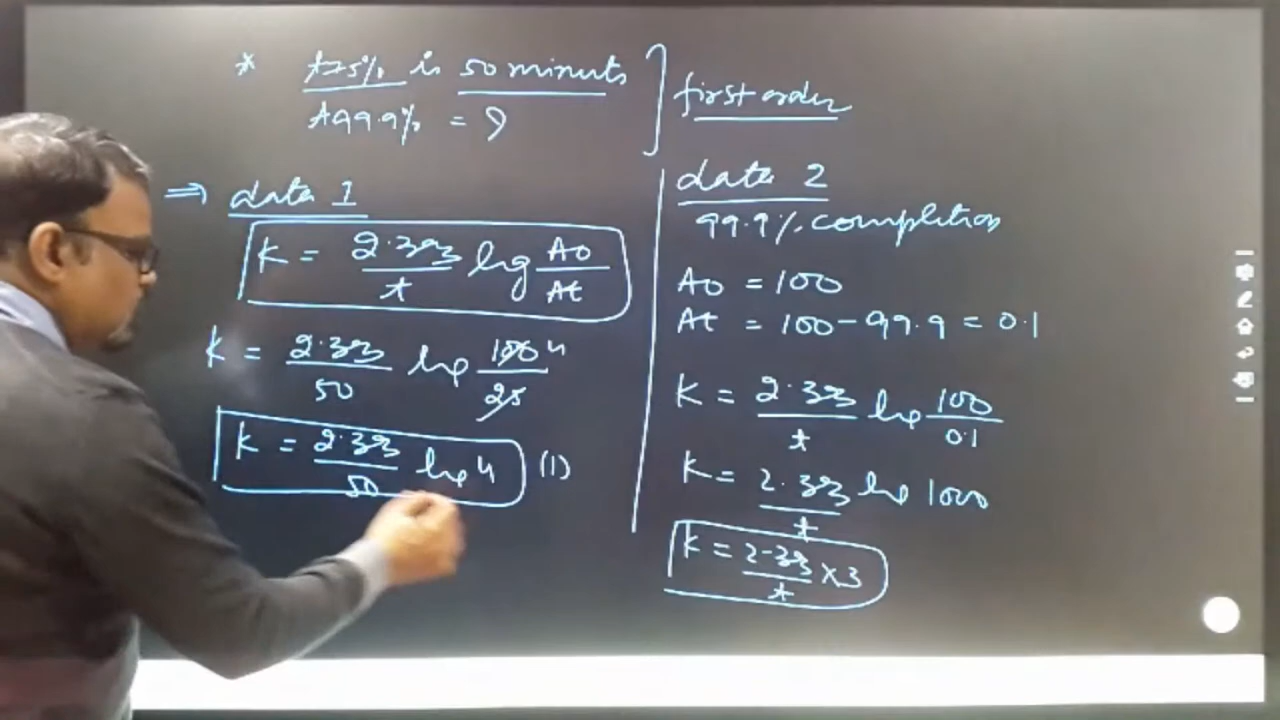 * t25% is 50 minuts
t99.9% = ?
first order
⇒ data 1
K = 2.303/t log A0/At
K = 2.303/50 log 100/25 4
K = 2.303/50 log 4 (1)
data 2
99.9% completion
A0 = 100
At = 100 - 99.9 = 0.1
K = 2.303/t log 100/0.1
K = 2.303/t log 1000
K = 2.303/t × 3